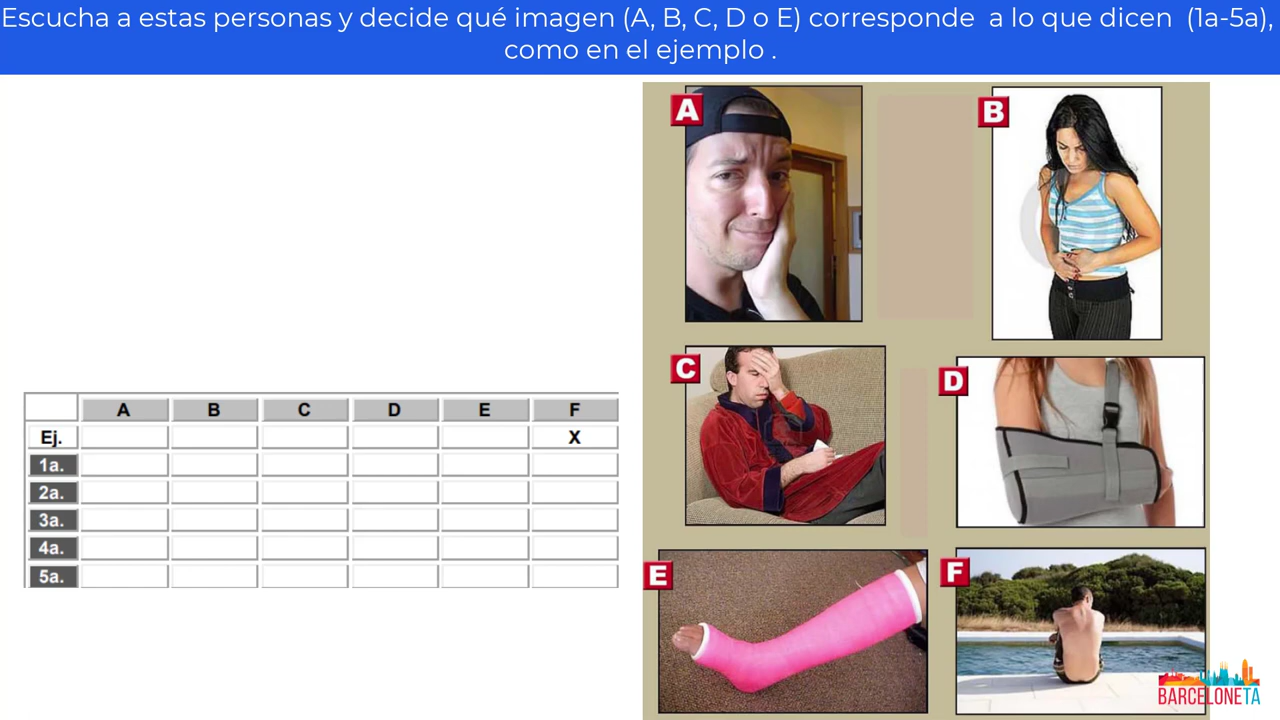 Escucha a estas personas y decide qué imagen (A, B, C, D o E) corresponde a lo que dicen (1a-5a),
como en el ejemplo .
A
B
C
D
E
F
A B C D E F
Ej. X
1a.
2a.
3a.
4a.
5a.
BARCELONETA